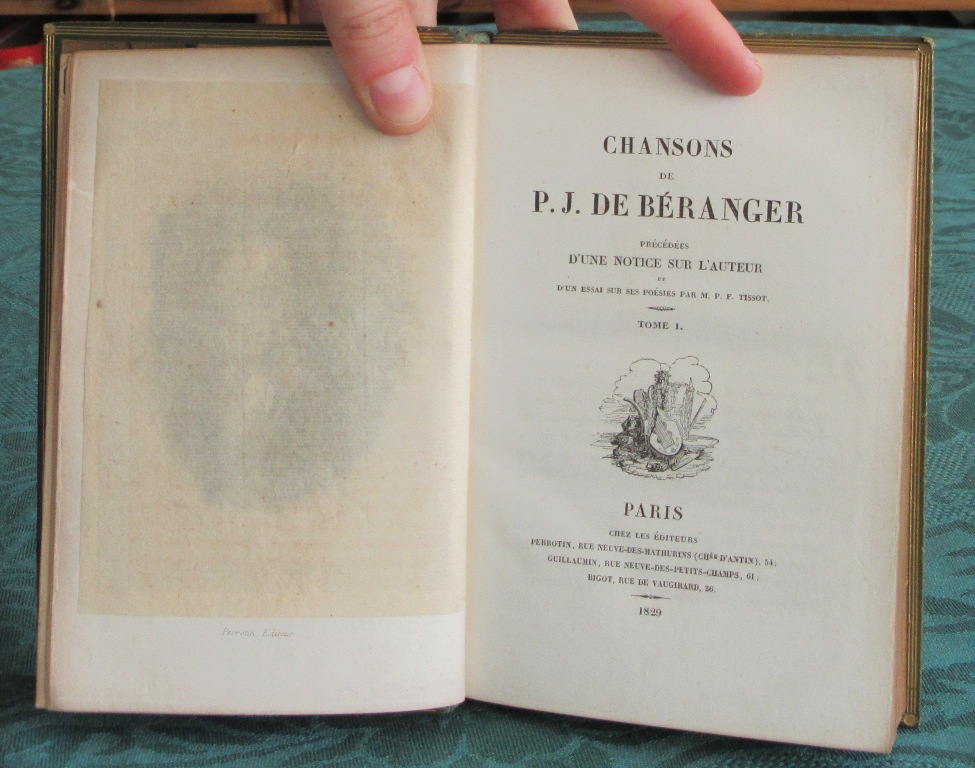 Perrotin Editeur
CHANSONS
DE
P. J. DE BÉRANGER
PRÉCÉDÉES
D'UNE NOTICE SUR L'AUTEUR
ET
D'UN ESSAI SUR SES POÉSIES PAR M. P. F. TISSOT.
TOME I.
PARIS
CHEZ LES ÉDITEURS
PERROTIN, RUE NEUVE-DES-MATHURINS (CHÉE D'ANTIN), 54;
GUILLAUMIN, RUE NEUVE-DES-PETITS-CHAMPS, 61;
BIGOT, RUE DE VAUGIRARD, 36.
1829